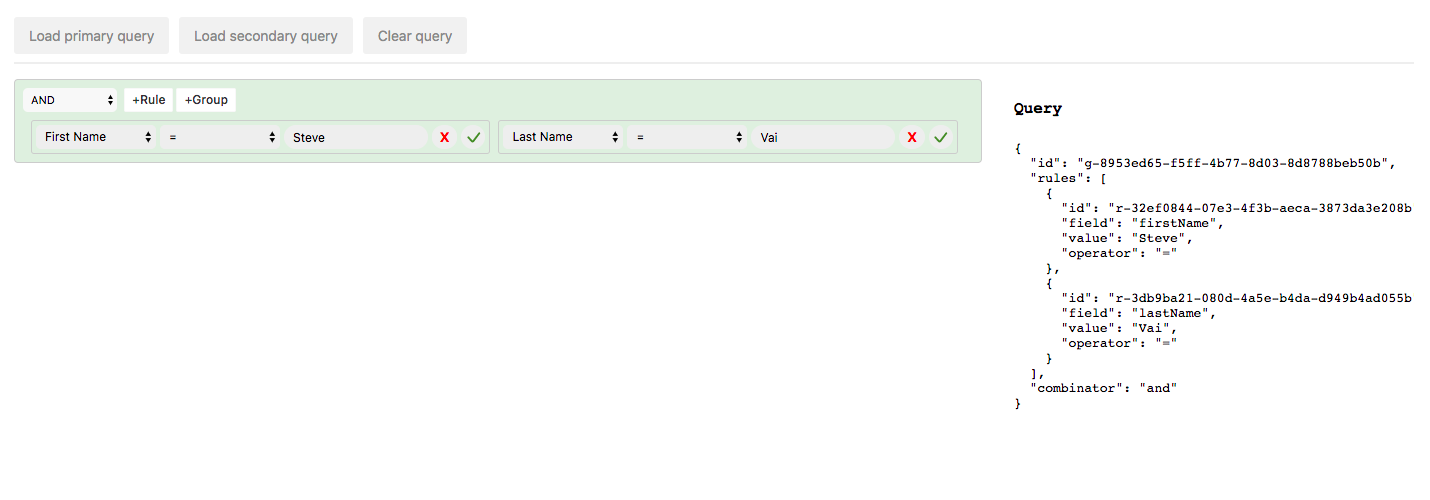 Load primary query Load secondary query Clear query
AND +Rule +Group
First Name = Steve X Last Name = Vai X
Query
{
"id": "g-8953ed65-f5ff-4b77-8d03-8d8788beb50b",
"rules": [
{
"id": "r-32ef0844-07e3-4f3b-aeca-3873da3e208b
"field": "firstName",
"value": "Steve",
"operator": "="
},
{
"id": "r-3db9ba21-080d-4a5e-b4da-d949b4ad055b
"field": "lastName",
"value": "Vai",
"operator": "="
}
],
"combinator": "and"
}